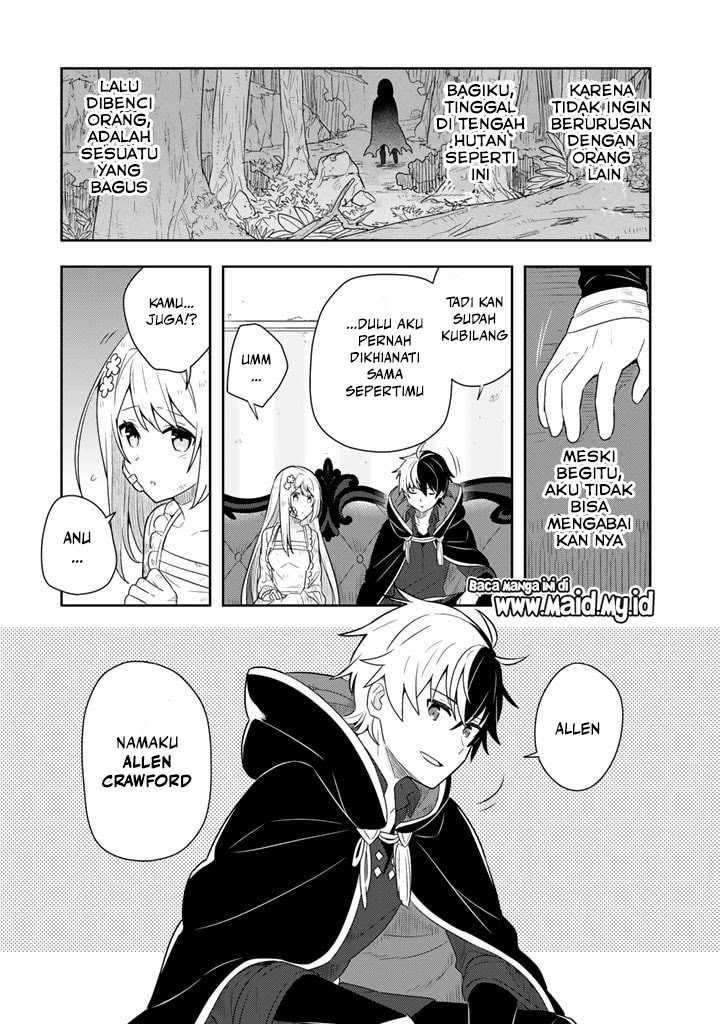 KARENA
TIDAK INGIN
BERURUSAN
DENGAN
ORANG
LAIN,
BAGIKU,
TINGGAL
DI TENGAH
HUTAN
SEPERTI
INI
LALU
DIBENCI
ORANG,
ADALAH
SESUATU
YANG
BAGUS
MESKI
BEGITU,
AKU TIDAK
BISA
MENGABAI
KAN NYA
TADI KAN
SUDAH
KUBILANG
...DULU AKU
PERNAH
DIKHIANATI
SAMA
SEPERTIMU
UMM
...
KAMU...
JUGA!?
ANU
...
Baca Manga ini di
www.Maid.My.id
ALLEN
NAMAKU
ALLEN
CRAWFORD